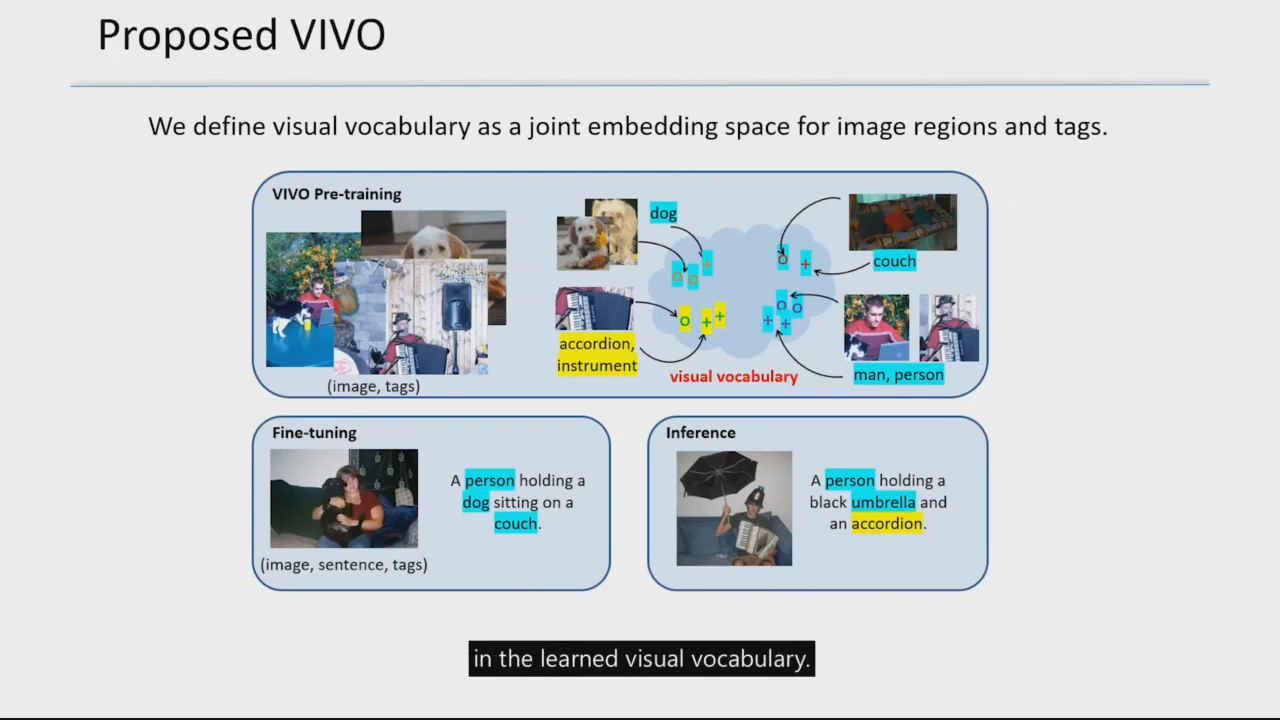 Proposed VIVO
We define visual vocabulary as a joint embedding space for image regions and tags.
VIVO Pre-training
(image, tags)
dog
accordion,
instrument
visual vocabulary
couch
man, person
Fine-tuning
A person holding a
dog sitting on a
couch.
(image, sentence, tags)
Inference
A person holding a
black umbrella and
an accordion.
in the learned visual vocabulary.